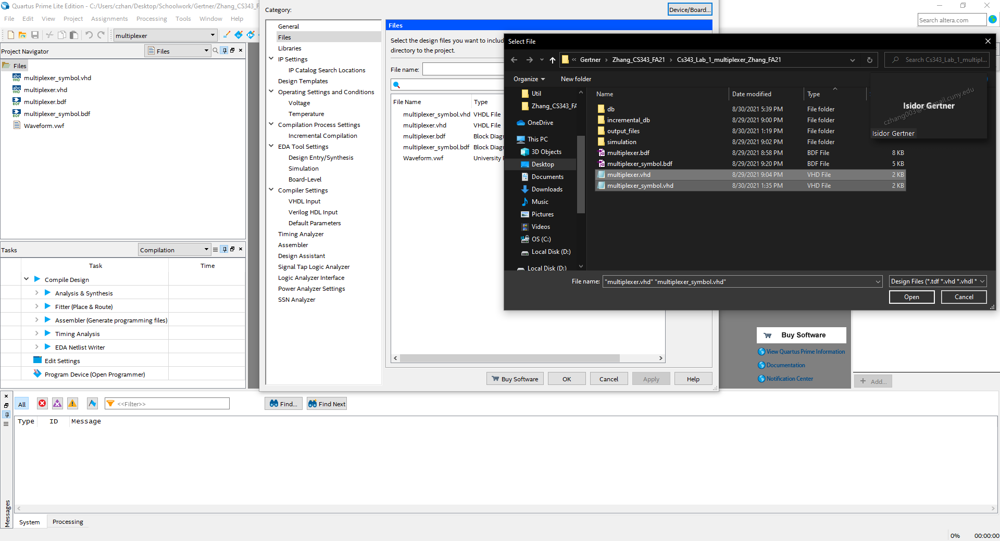 Quartus Prime Lite Edition - C:/Users/czhan/Desktop/Schoolwork/Gertner/Zhang_CS343_F
File Edit View Project Assignments Processing Tools Window Help
Search altera.com
multiplexer
Project Navigator
Files
Files
multiplexer_symbol.vhd
multiplexer.vhd
multiplexer.bdf
multiplexer_symbol.bdf
Waveform.vwf
Tasks
Compilation
Task Time
Compile Design
Analysis & Synthesis
Fitter (Place & Route)
Assembler (Generate programming files)
Timing Analysis
EDA Netlist Writer
Edit Settings
Program Device (Open Programmer)
Category:
Device/Board...
General
Files
Libraries
IP Settings
IP Catalog Search Locations
Design Templates
Operating Settings and Conditions
Voltage
Temperature
Compilation Process Settings
Incremental Compilation
EDA Tool Settings
Design Entry/Synthesis
Simulation
Board-Level
Compiler Settings
VHDL Input
Verilog HDL Input
Default Parameters
Timing Analyzer
Assembler
Design Assistant
Signal Tap Logic Analyzer
Logic Analyzer Interface
Power Analyzer Settings
SSN Analyzer
Files
Select the design files you want to inclu
directory to the project.
File name:
File Name Type
multiplexer_symbol.vhd VHDL File
multiplexer.vhd VHDL File
multiplexer.bdf Block Diagr
multiplexer_symbol.bdf Block Diagr
Waveform.vwf University
Buy Software OK Cancel Apply Help
Select File
« Gertner › Zhang_CS343_FA21 › Cs343_Lab_1_multiplexer_Zhang_FA21
Search Cs343_Lab_1_multipl...
Organize New folder
Util
Zhang_CS343_FA
OneDrive
This PC
3D Objects
Desktop
Documents
Downloads
Music
Pictures
Videos
OS (C:)
Local Disk (D:)
Local Disk (D:)
Name Date modified Type
db 8/30/2021 5:39 PM File folder
incremental_db 8/29/2021 9:00 PM File folder
output_files 8/30/2021 1:19 PM File folder
simulation 8/29/2021 9:02 PM File folder
multiplexer.bdf 8/29/2021 8:58 PM BDF File 8 KB
multiplexer_symbol.bdf 8/29/2021 9:20 PM BDF File 5 KB
multiplexer.vhd 8/29/2021 9:04 PM VHD File 2 KB
multiplexer_symbol.vhd 8/30/2021 1:35 PM VHD File 2 KB
Isidor Gertner
Isidor Gertner
File name: "multiplexer.vhd" "multiplexer_symbol.vhd"
Design Files (*.tdf *.vhd *.vhdl *
Open Cancel
Buy Software
View Quartus Prime Information
Documentation
Notification Center
Add...
All
<<Filter>>
Find...
Find Next
Type ID Message
Messages
System Processing
0% 00:00:00